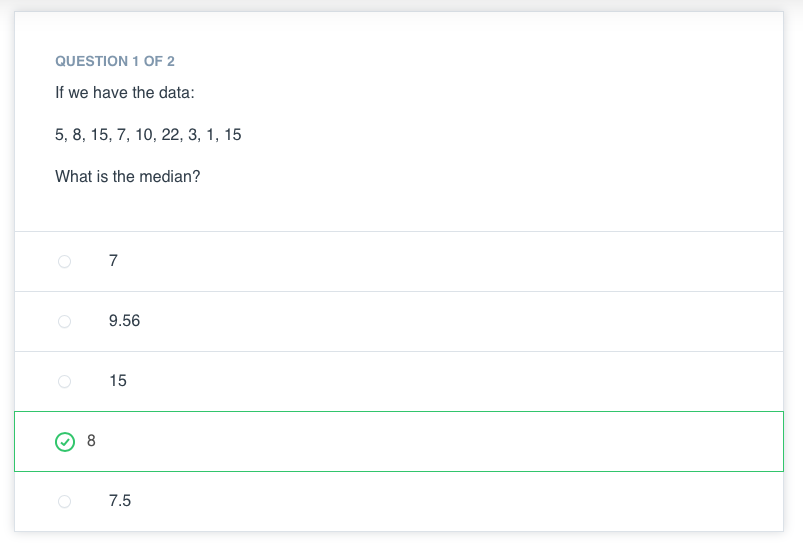 QUESTION 1 OF 2
If we have the data:
5, 8, 15, 7, 10, 22, 3, 1, 15
What is the median?
7
9.56
15
8
7.5